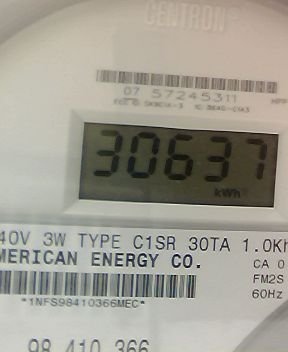 CENTRON®
07 57245311
30637
kWh
40V 3W TYPE C1SR 30TA 1.0Kh
MERICAN ENERGY CO.
CA 0
FM2S
60Hz
*1NFS98410366MEC*
98 410 366